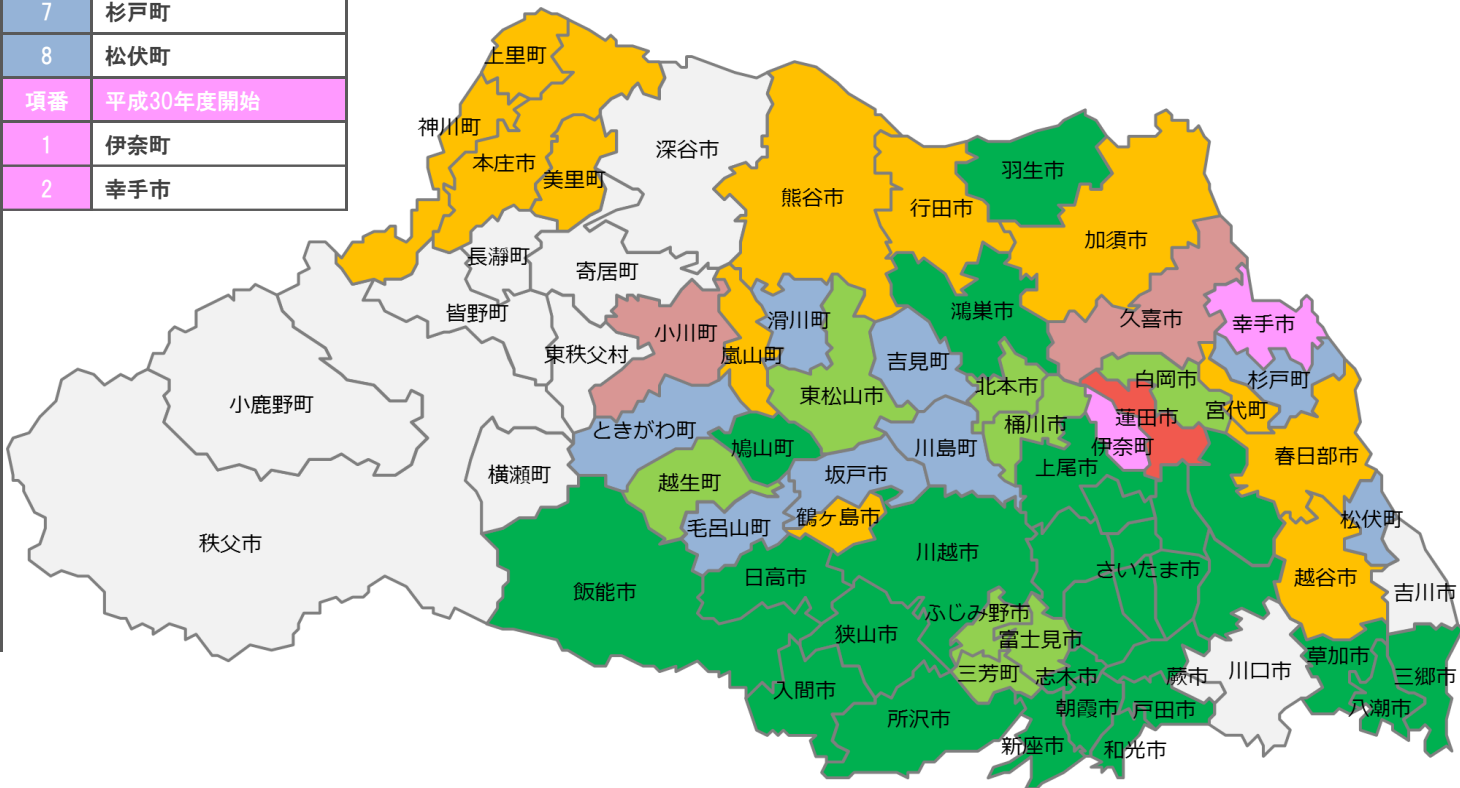 7 杉戸町
8 松伏町
項番 平成30年度開始
1 伊奈町
2 幸手市
上里町
神川町
本庄市
美里町
深谷市
熊谷市
行田市
羽生市
加須市
長瀞町
寄居町
皆野町
東秩父村
小川町
嵐山町
滑川町
吉見町
鴻巣市
久喜市
幸手市
小鹿野町
ときがわ町
東松山市
北本市
桶川市
白岡市
杉戸町
宮代町
蓮田市
伊奈町
横瀬町
鳩山町
越生町
坂戸市
川島町
上尾市
春日部市
秩父市
毛呂山町
鶴ヶ島市
松伏町
飯能市
日高市
川越市
さいたま市
越谷市
吉川市
狭山市
ふじみ野市
富士見市
三芳町
志木市
蕨市
川口市
草加市
三郷市
入間市
所沢市
朝霞市
戸田市
八潮市
新座市
和光市